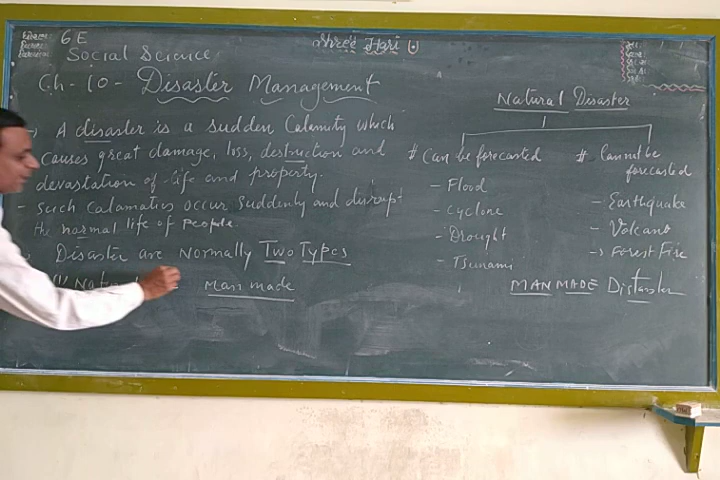 6E
Social Science
Shree Hari
Ch-10- Disaster Management
A disaster is a sudden Calamity which
causes great damage, loss, destruction and
devastation of life and property.
- Such Calamaties occur Suddenly and disrupt
the normal life of people.
Disaster are Normally Two Types
Man made
Natural Disaster
# Can be forecasted
- Flood
- Cyclone
- Drought
- Tsunami
# Cannot be
forecasted
- Earthquake
- Volcano
-> Forest Fire
MAN MADE Distaster